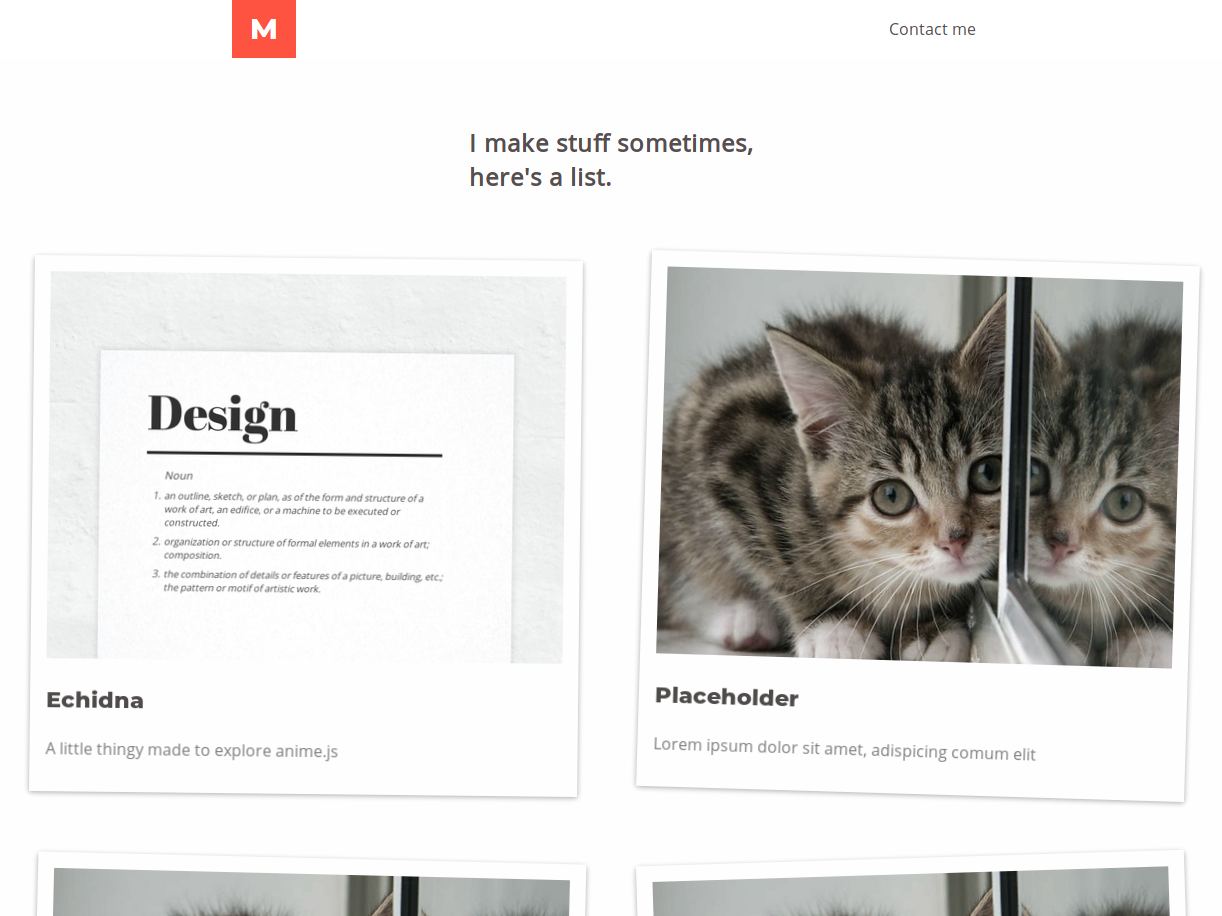 M
Contact me
I make stuff sometimes,
here's a list.
Design
Noun
1. an outline, sketch, or plan, as of the form and structure of a
work of art, an edifice, or a machine to be executed or
constructed.
2. organization or structure of formal elements in a work of art;
composition.
3. the combination of details or features of a picture, building, etc.;
the pattern or motif of artistic work.
Echidna
A little thingy made to explore anime.js
Placeholder
Lorem ipsum dolor sit amet, adispicing comum elit